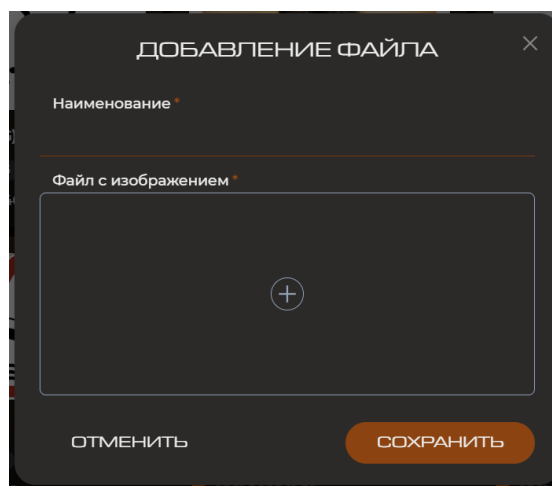 ДОБАВЛЕНИЕ ФАЙЛА
Наименование *
Файл с изображением *
ОТМЕНИТЬ
СОХРАНИТЬ